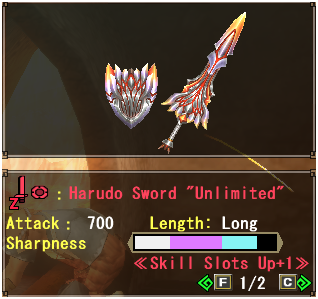 Z : Harudo Sword "Unlimited"
Attack : 700 Length: Long
Sharpness
≪Skill Slots Up+1≫
F 1/2 C